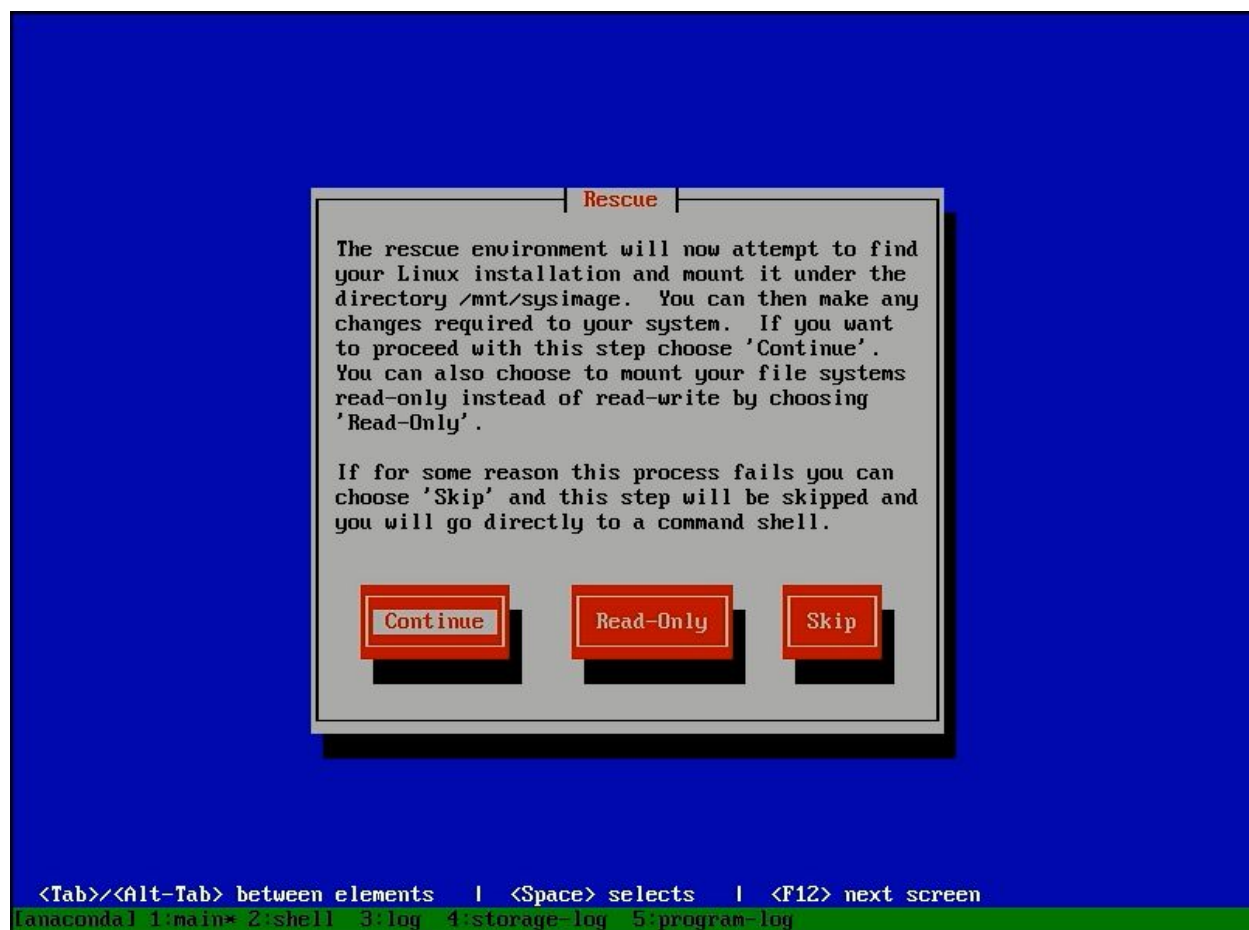 Rescue
The rescue environment will now attempt to find
your Linux installation and mount it under the
directory /mnt/sysimage.  You can then make any
changes required to your system.  If you want
to proceed with this step choose 'Continue'.
You can also choose to mount your file systems
read-only instead of read-write by choosing
'Read-Only'.
If for some reason this process fails you can
choose 'Skip' and this step will be skipped and
you will go directly to a command shell.
Continue Read-Only Skip
<Tab>/<Alt-Tab> between elements | <Space> selects | <F12> next screen
[anaconda] 1:main* 2:shell 3:log 4:storage-log 5:program-log